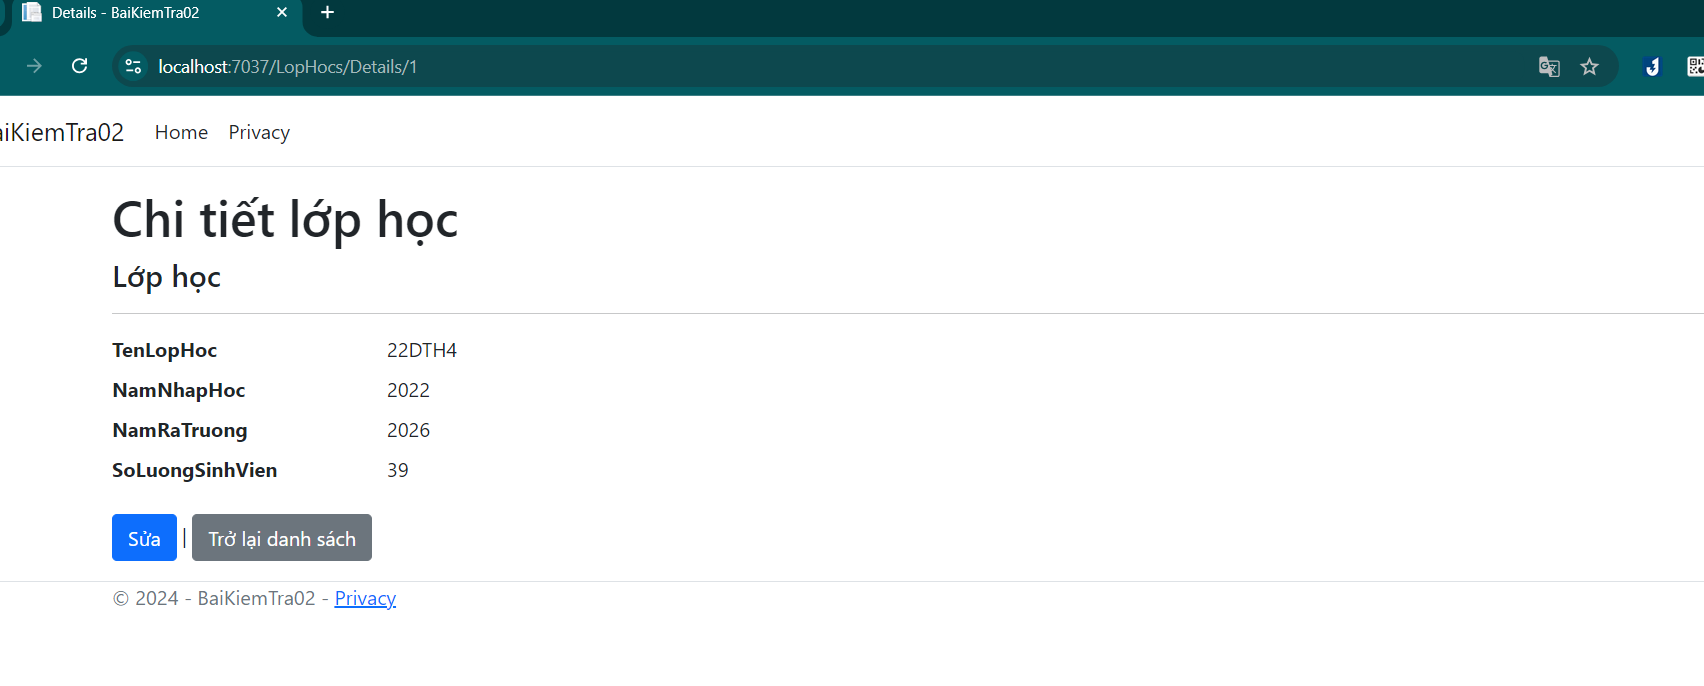 Details - BaiKiemTra02
localhost:7037/LopHocs/Details/1
aiKiemTra02 Home Privacy
Chi tiết lớp học
Lớp học
TenLopHoc 22DTH4
NamNhapHoc 2022
NamRaTruong 2026
SoLuongSinhVien 39
Sửa | Trở lại danh sách
© 2024 - BaiKiemTra02 - Privacy